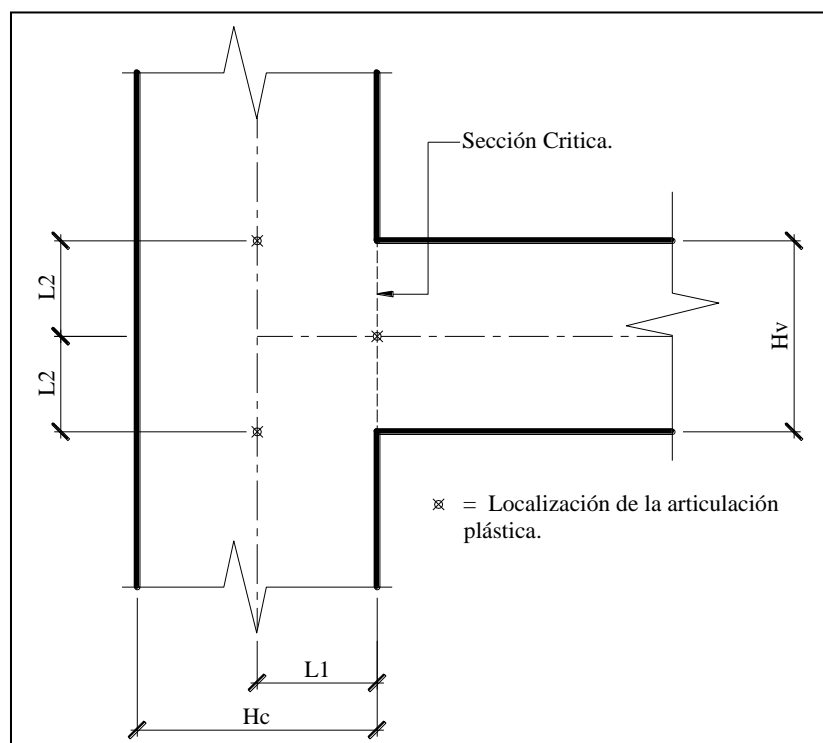 Sección Critica.
L2
L2
Hv
¤ = Localización de la articulación
plástica.
L1
Hc